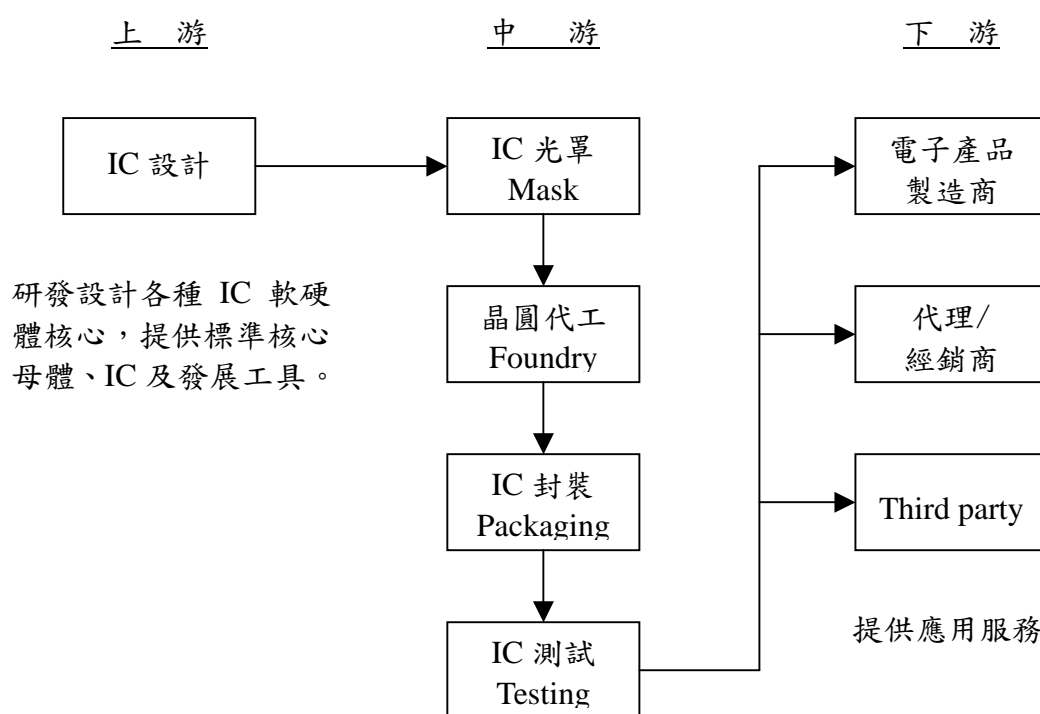 上 游
中 游
下 游
IC 設計
IC 光罩
Mask
電子產品
製造商
研發設計各種 IC 軟硬
體核心，提供標準核心
母體、IC 及發展工具。
晶圓代工
Foundry
代理/
經銷商
IC 封裝
Packaging
Third party
提供應用服務
IC 測試
Testing